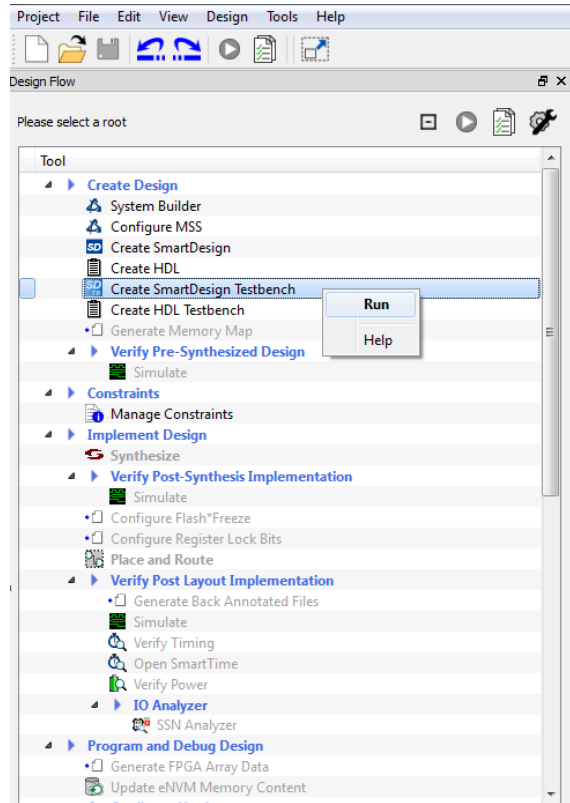 Project File Edit View Design Tools Help
Design Flow
Please select a root
Tool
Create Design
System Builder
Configure MSS
SD Create SmartDesign
Create HDL
Create SmartDesign Testbench
Run
Create HDL Testbench
Generate Memory Map
Help
Verify Pre-Synthesized Design
Simulate
Constraints
Manage Constraints
Implement Design
Synthesize
Verify Post-Synthesis Implementation
Simulate
Configure Flash*Freeze
Configure Register Lock Bits
Place and Route
Verify Post Layout Implementation
Generate Back Annotated Files
Simulate
Verify Timing
Open SmartTime
Verify Power
IO Analyzer
SSN Analyzer
Program and Debug Design
Generate FPGA Array Data
Update eNVM Memory Content